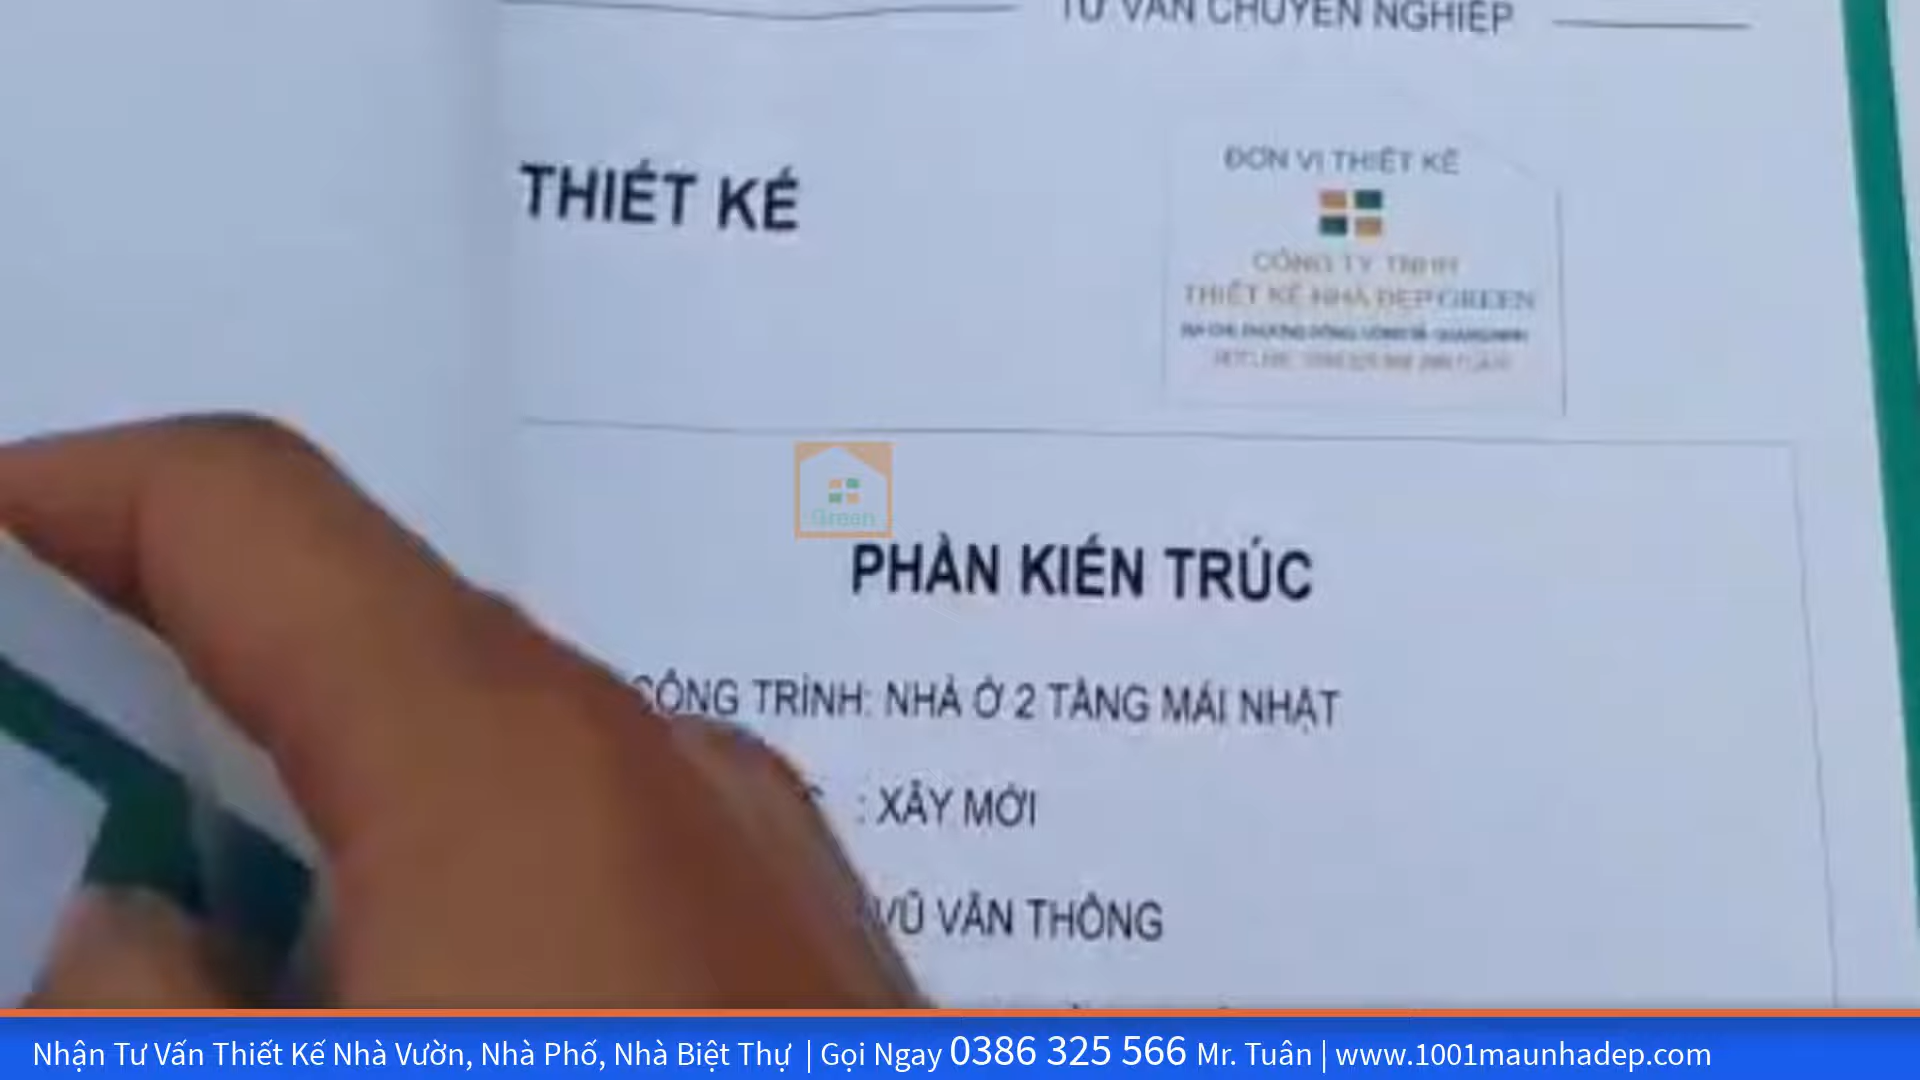 TƯ VẤN CHUYÊN NGHIỆP
THIẾT KẾ
ĐƠN VỊ THIẾT KẾ
CÔNG TY TNHH
THIẾT KẾ NHÀ ĐẸP GREEN
Green
PHẦN KIẾN TRÚC
CÔNG TRÌNH: NHÀ Ở 2 TẦNG MÁI NHẬT
: XÂY MỚI
VŨ VĂN THÔNG
Nhận Tư Vấn Thiết Kế Nhà Vườn, Nhà Phố, Nhà Biệt Thự | Gọi Ngay 0386 325 566 Mr. Tuân | www.1001maunhadep.com